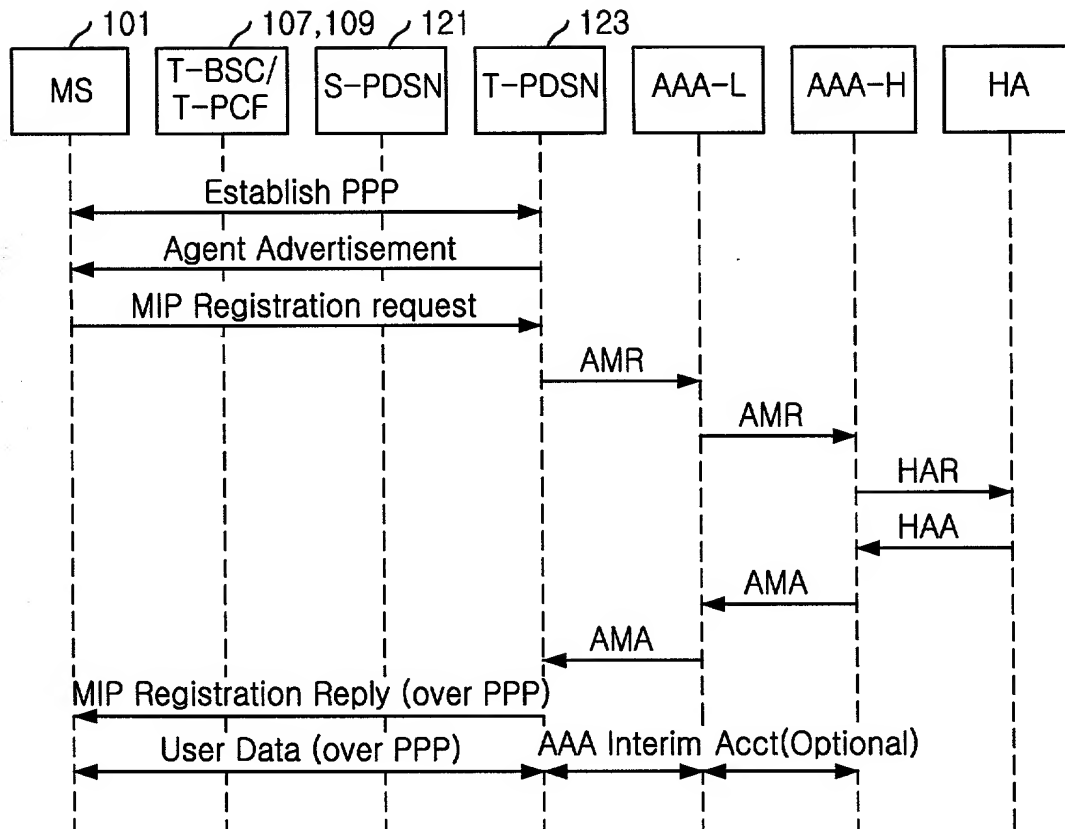 101
107,109
121
123
MS
T-BSC/
T-PCF
S-PDSN
T-PDSN
AAA-L
AAA-H
HA
Establish PPP
Agent Advertisement
MIP Registration request
AMR
AMR
HAR
HAA
AMA
AMA
MIP Registration Reply (over PPP)
User Data (over PPP)
AAA Interim Acct(Optional)